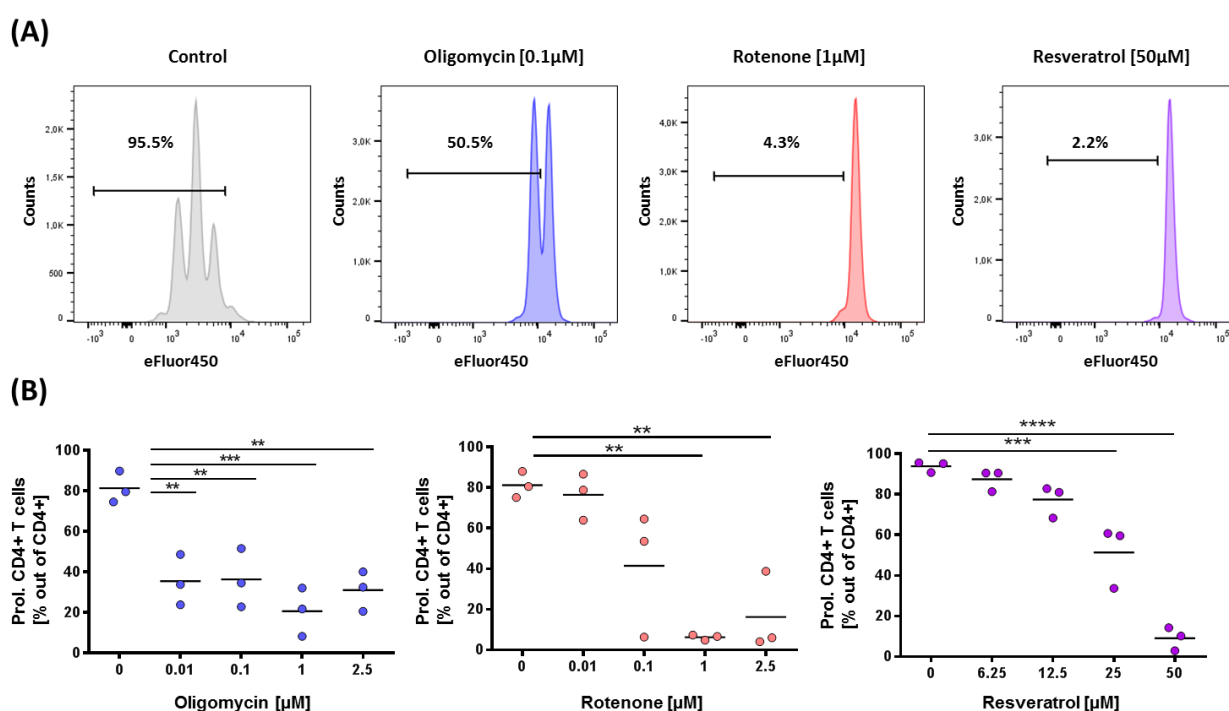 (A)
Control
Oligomycin [0.1µM]
Rotenone [1µM]
Resveratrol [50µM]
Counts
2,0K
1,5K
1,0K
500
0
95.5%
-10³ 0 10³ 10⁴ 10⁵
eFluor450
Counts
3,0K
2,0K
1,0K
0
50.5%
-10³ 0 10³ 10⁴ 10⁵
eFluor450
Counts
4,0K
3,0K
2,0K
1,0K
0
4.3%
-10³ 0 10³ 10⁴ 10⁵
eFluor450
Counts
3,0K
2,0K
1,0K
0
2.2%
-10³ 0 10³ 10⁴ 10⁵
eFluor450
(B)
Prol. CD4+ T cells
[% out of CD4+]
100
80
60
40
20
0
**
***
**
**
0 0.01 0.1 1 2.5
Oligomycin [µM]
Prol. CD4+ T cells
[% out of CD4+]
100
80
60
40
20
0
**
**
0 0.01 0.1 1 2.5
Rotenone [µM]
Prol. CD4+ T cells
[% out of CD4+]
100
80
60
40
20
0
****
***
0 6.25 12.5 25 50
Resveratrol [µM]